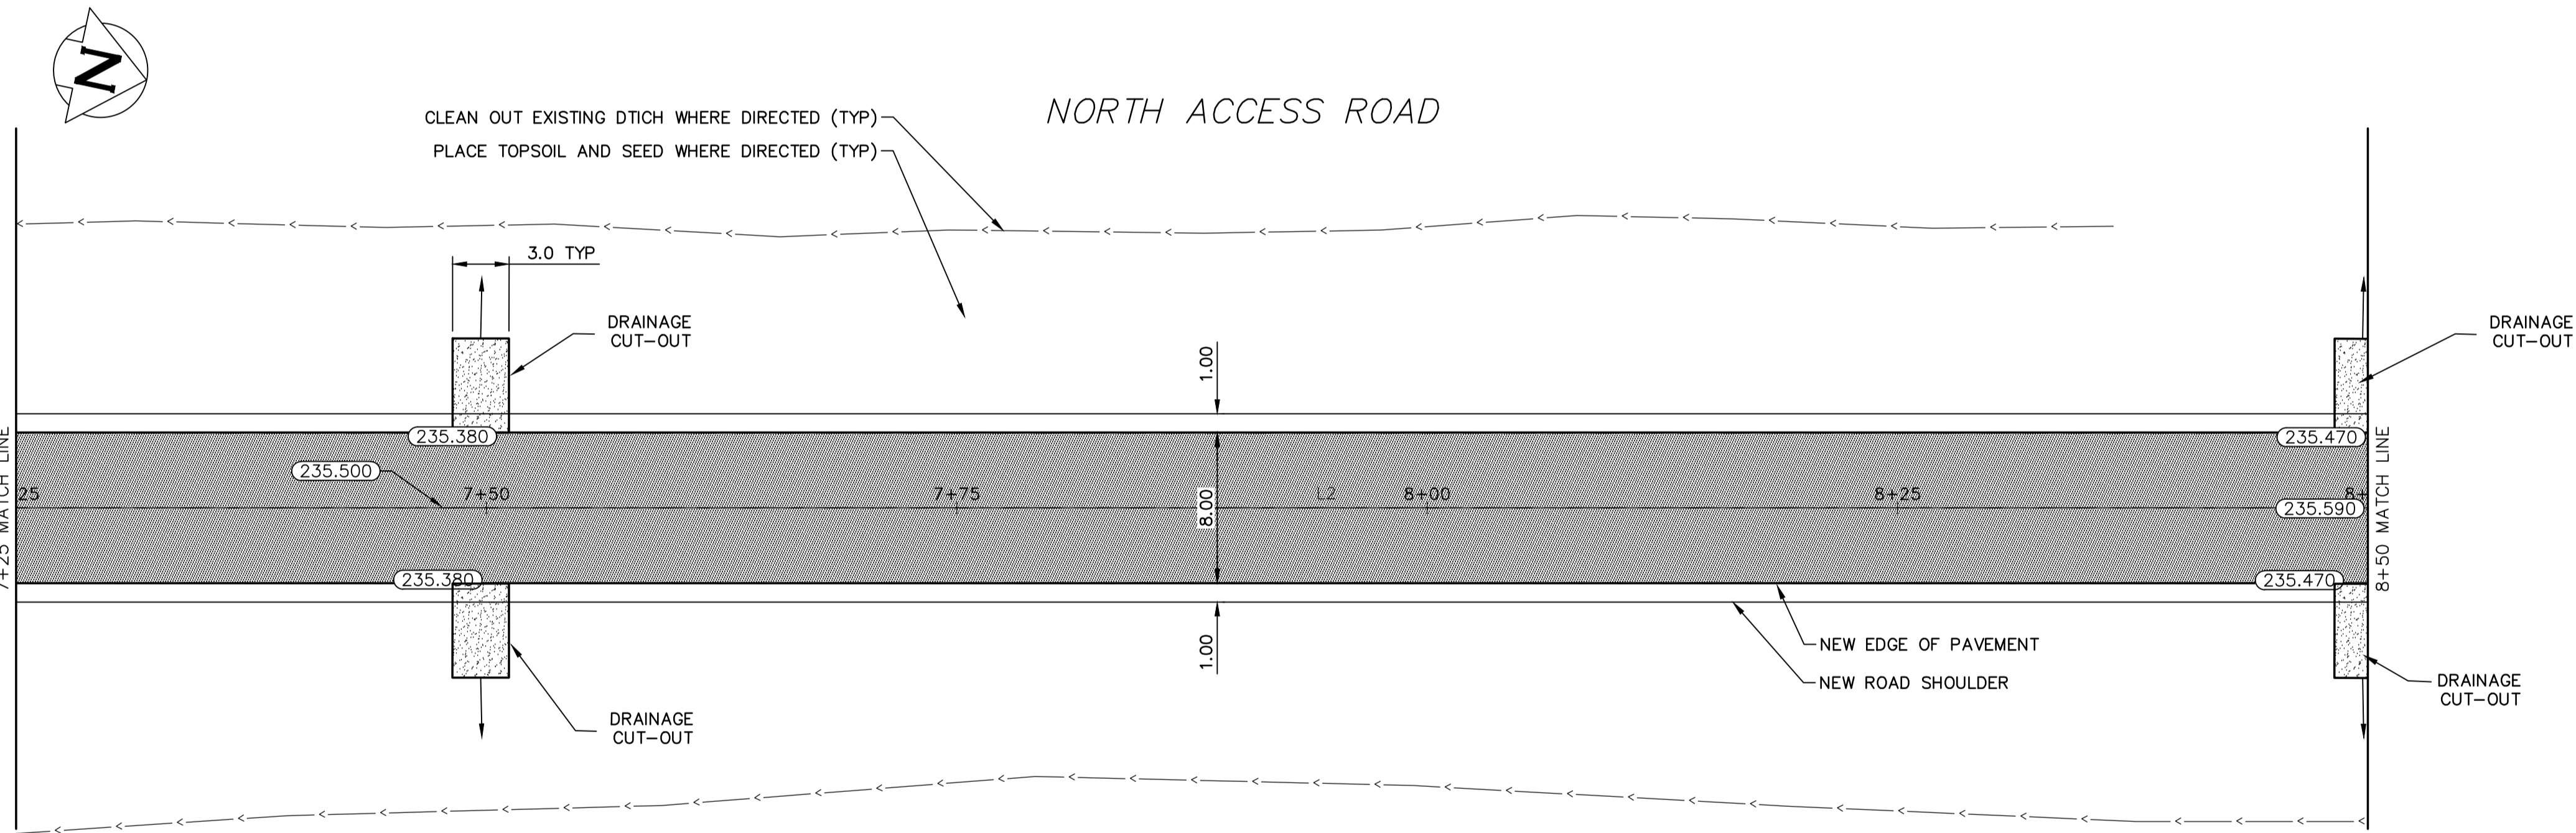 N
NORTH ACCESS ROAD
CLEAN OUT EXISTING DTICH WHERE DIRECTED (TYP)
PLACE TOPSOIL AND SEED WHERE DIRECTED (TYP)
3.0 TYP
DRAINAGE
CUT-OUT
DRAINAGE
CUT-OUT
1.00
235.380
235.470
235.500
25
7+50
7+75
L2
8+00
8+25
8+
8.00
235.590
7+25 MATCH LINE
8+50 MATCH LINE
235.380
235.470
1.00
NEW EDGE OF PAVEMENT
NEW ROAD SHOULDER
DRAINAGE
CUT-OUT
DRAINAGE
CUT-OUT